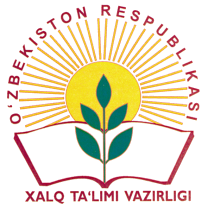 O‘ZBEKISTON RESPUBLIKASI
XALQ TA‘LIMI VAZIRLIGI